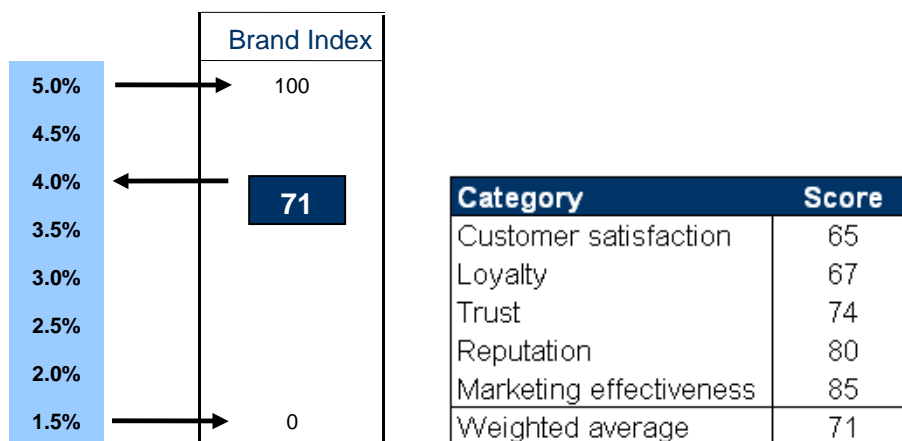 Brand Index
5.0% 100
4.5%
4.0%
71
3.5%
3.0%
2.5%
2.0%
1.5% 0
Category Score
Customer satisfaction 65
Loyalty 67
Trust 74
Reputation 80
Marketing effectiveness 85
Weighted average 71